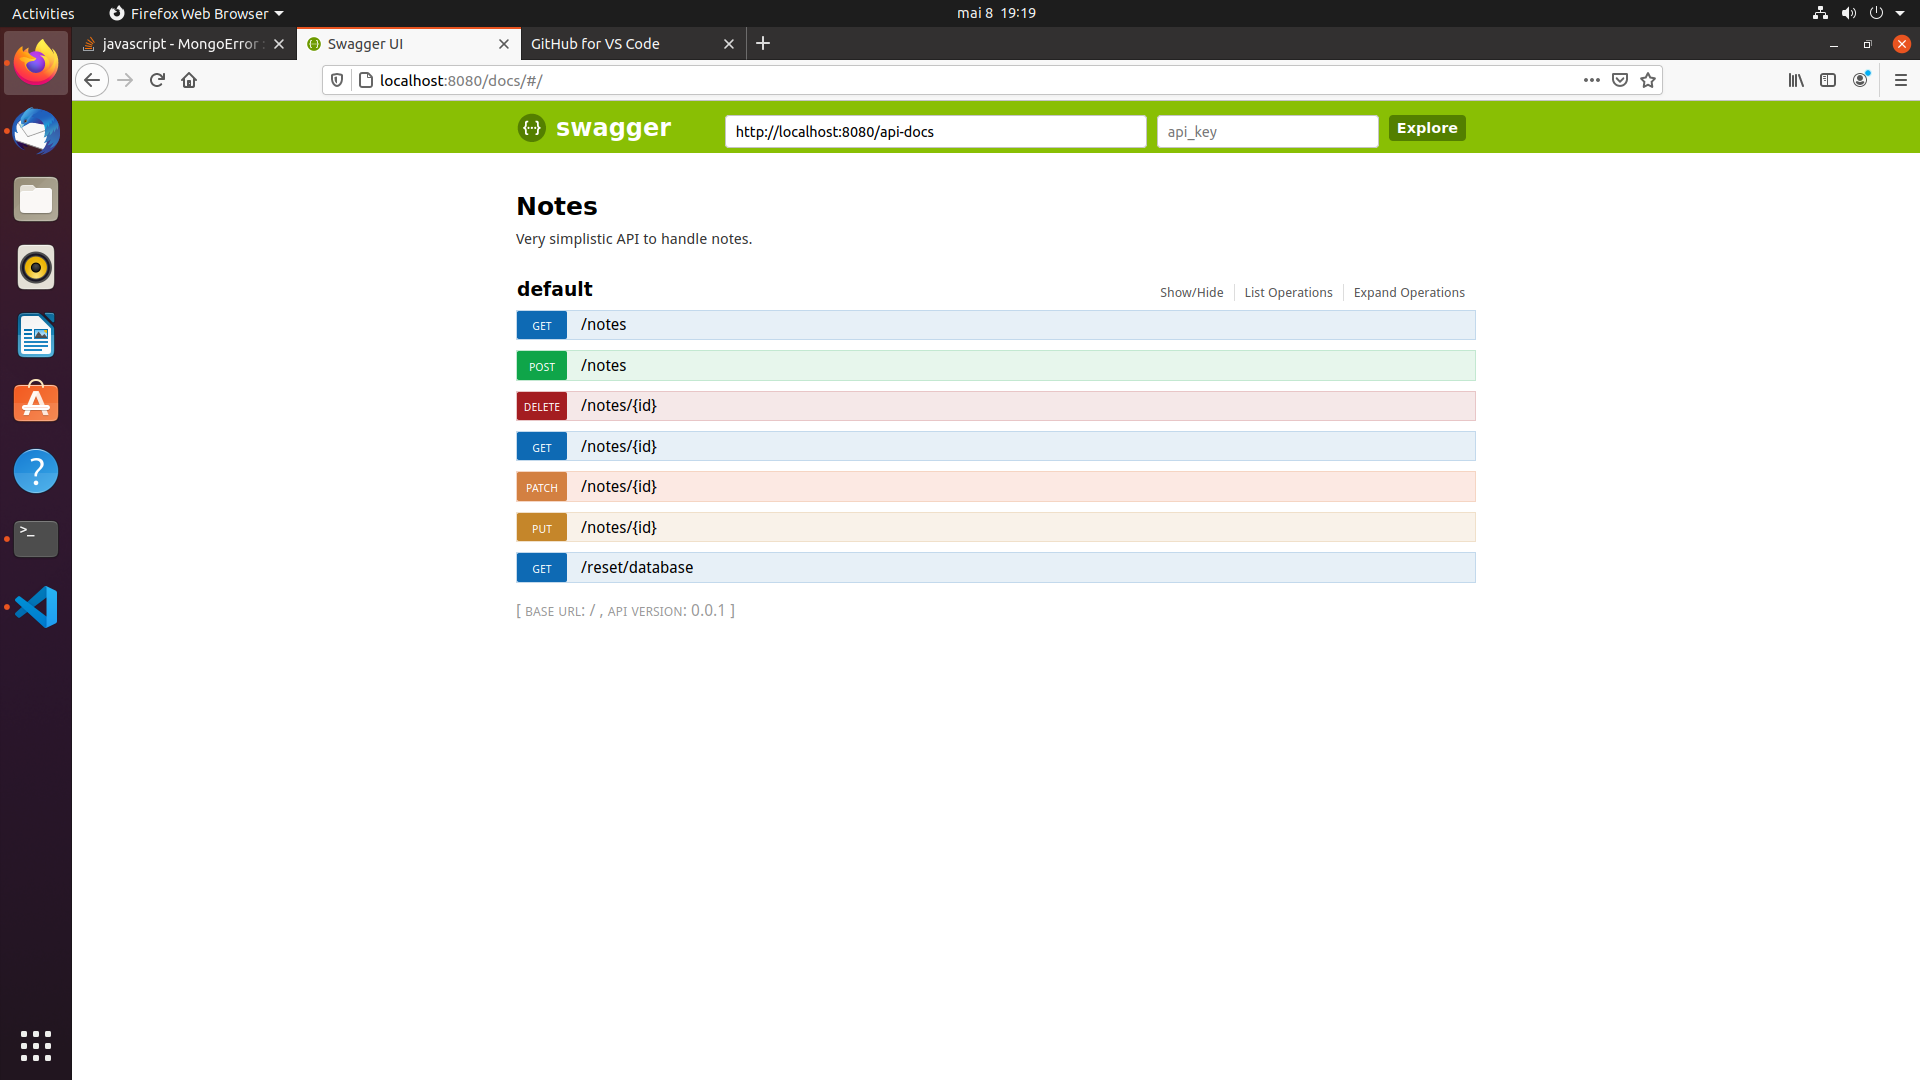 Activities
Firefox Web Browser
mai 8 19:19
javascript - MongoError :
Swagger UI
GitHub for VS Code
localhost:8080/docs/#/
swagger
http://localhost:8080/api-docs
api_key
Explore
Notes
Very simplistic API to handle notes.
default
Show/Hide
List Operations
Expand Operations
GET /notes
POST /notes
DELETE /notes/{id}
GET /notes/{id}
PATCH /notes/{id}
PUT /notes/{id}
GET /reset/database
[ BASE URL: / , API VERSION: 0.0.1 ]